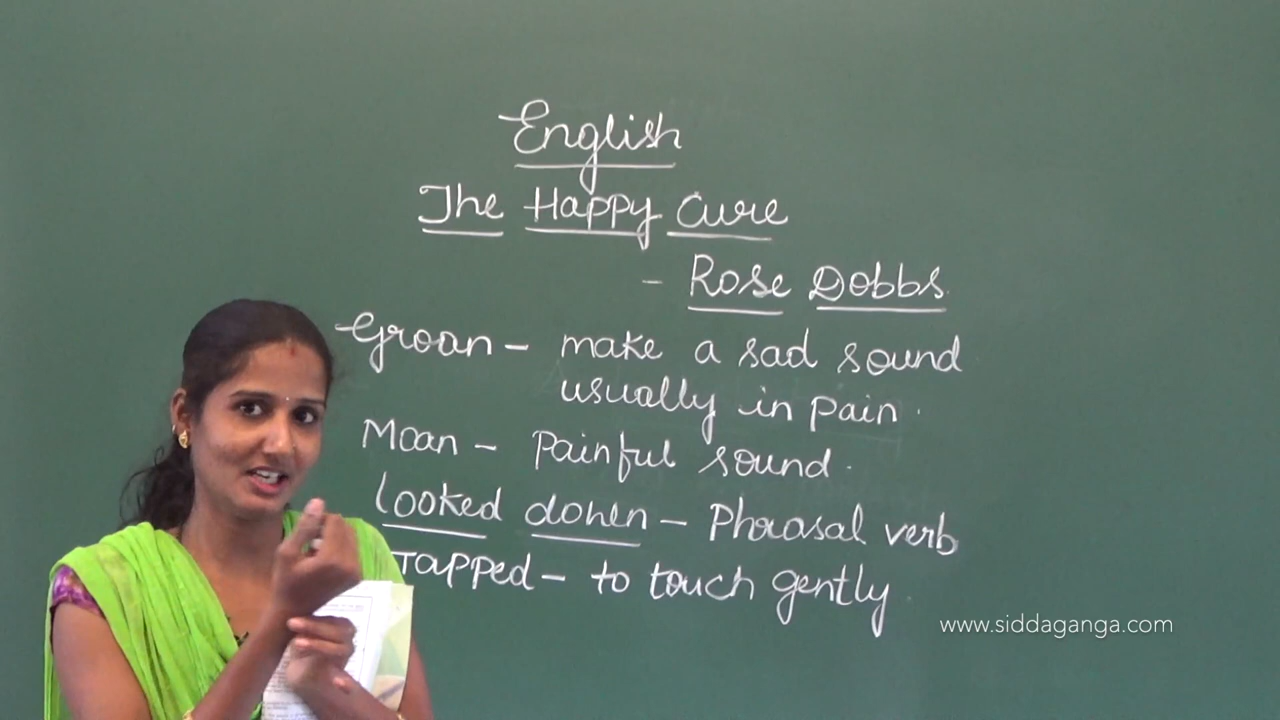 English
The Happy Cure
- Rose Dobbs
Groan - make a sad sound
usually in pain.
Moan - Painful sound.
looked down - Phrasal verb
Tapped - to touch gently.
www.siddaganga.com